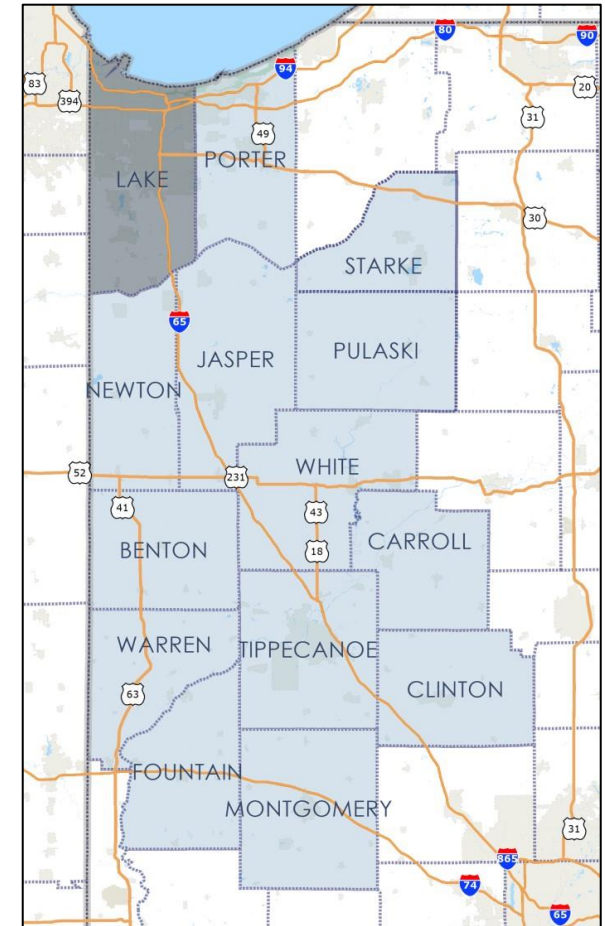 80
90
94
83
20
394
31
49
PORTER
LAKE
30
STARKE
65
JASPER
PULASKI
NEWTON
WHITE
52
231
41
43
CARROLL
BENTON
18
WARREN
TIPPECANOE
CLINTON
63
FOUNTAIN
MONTGOMERY
31
865
74
65